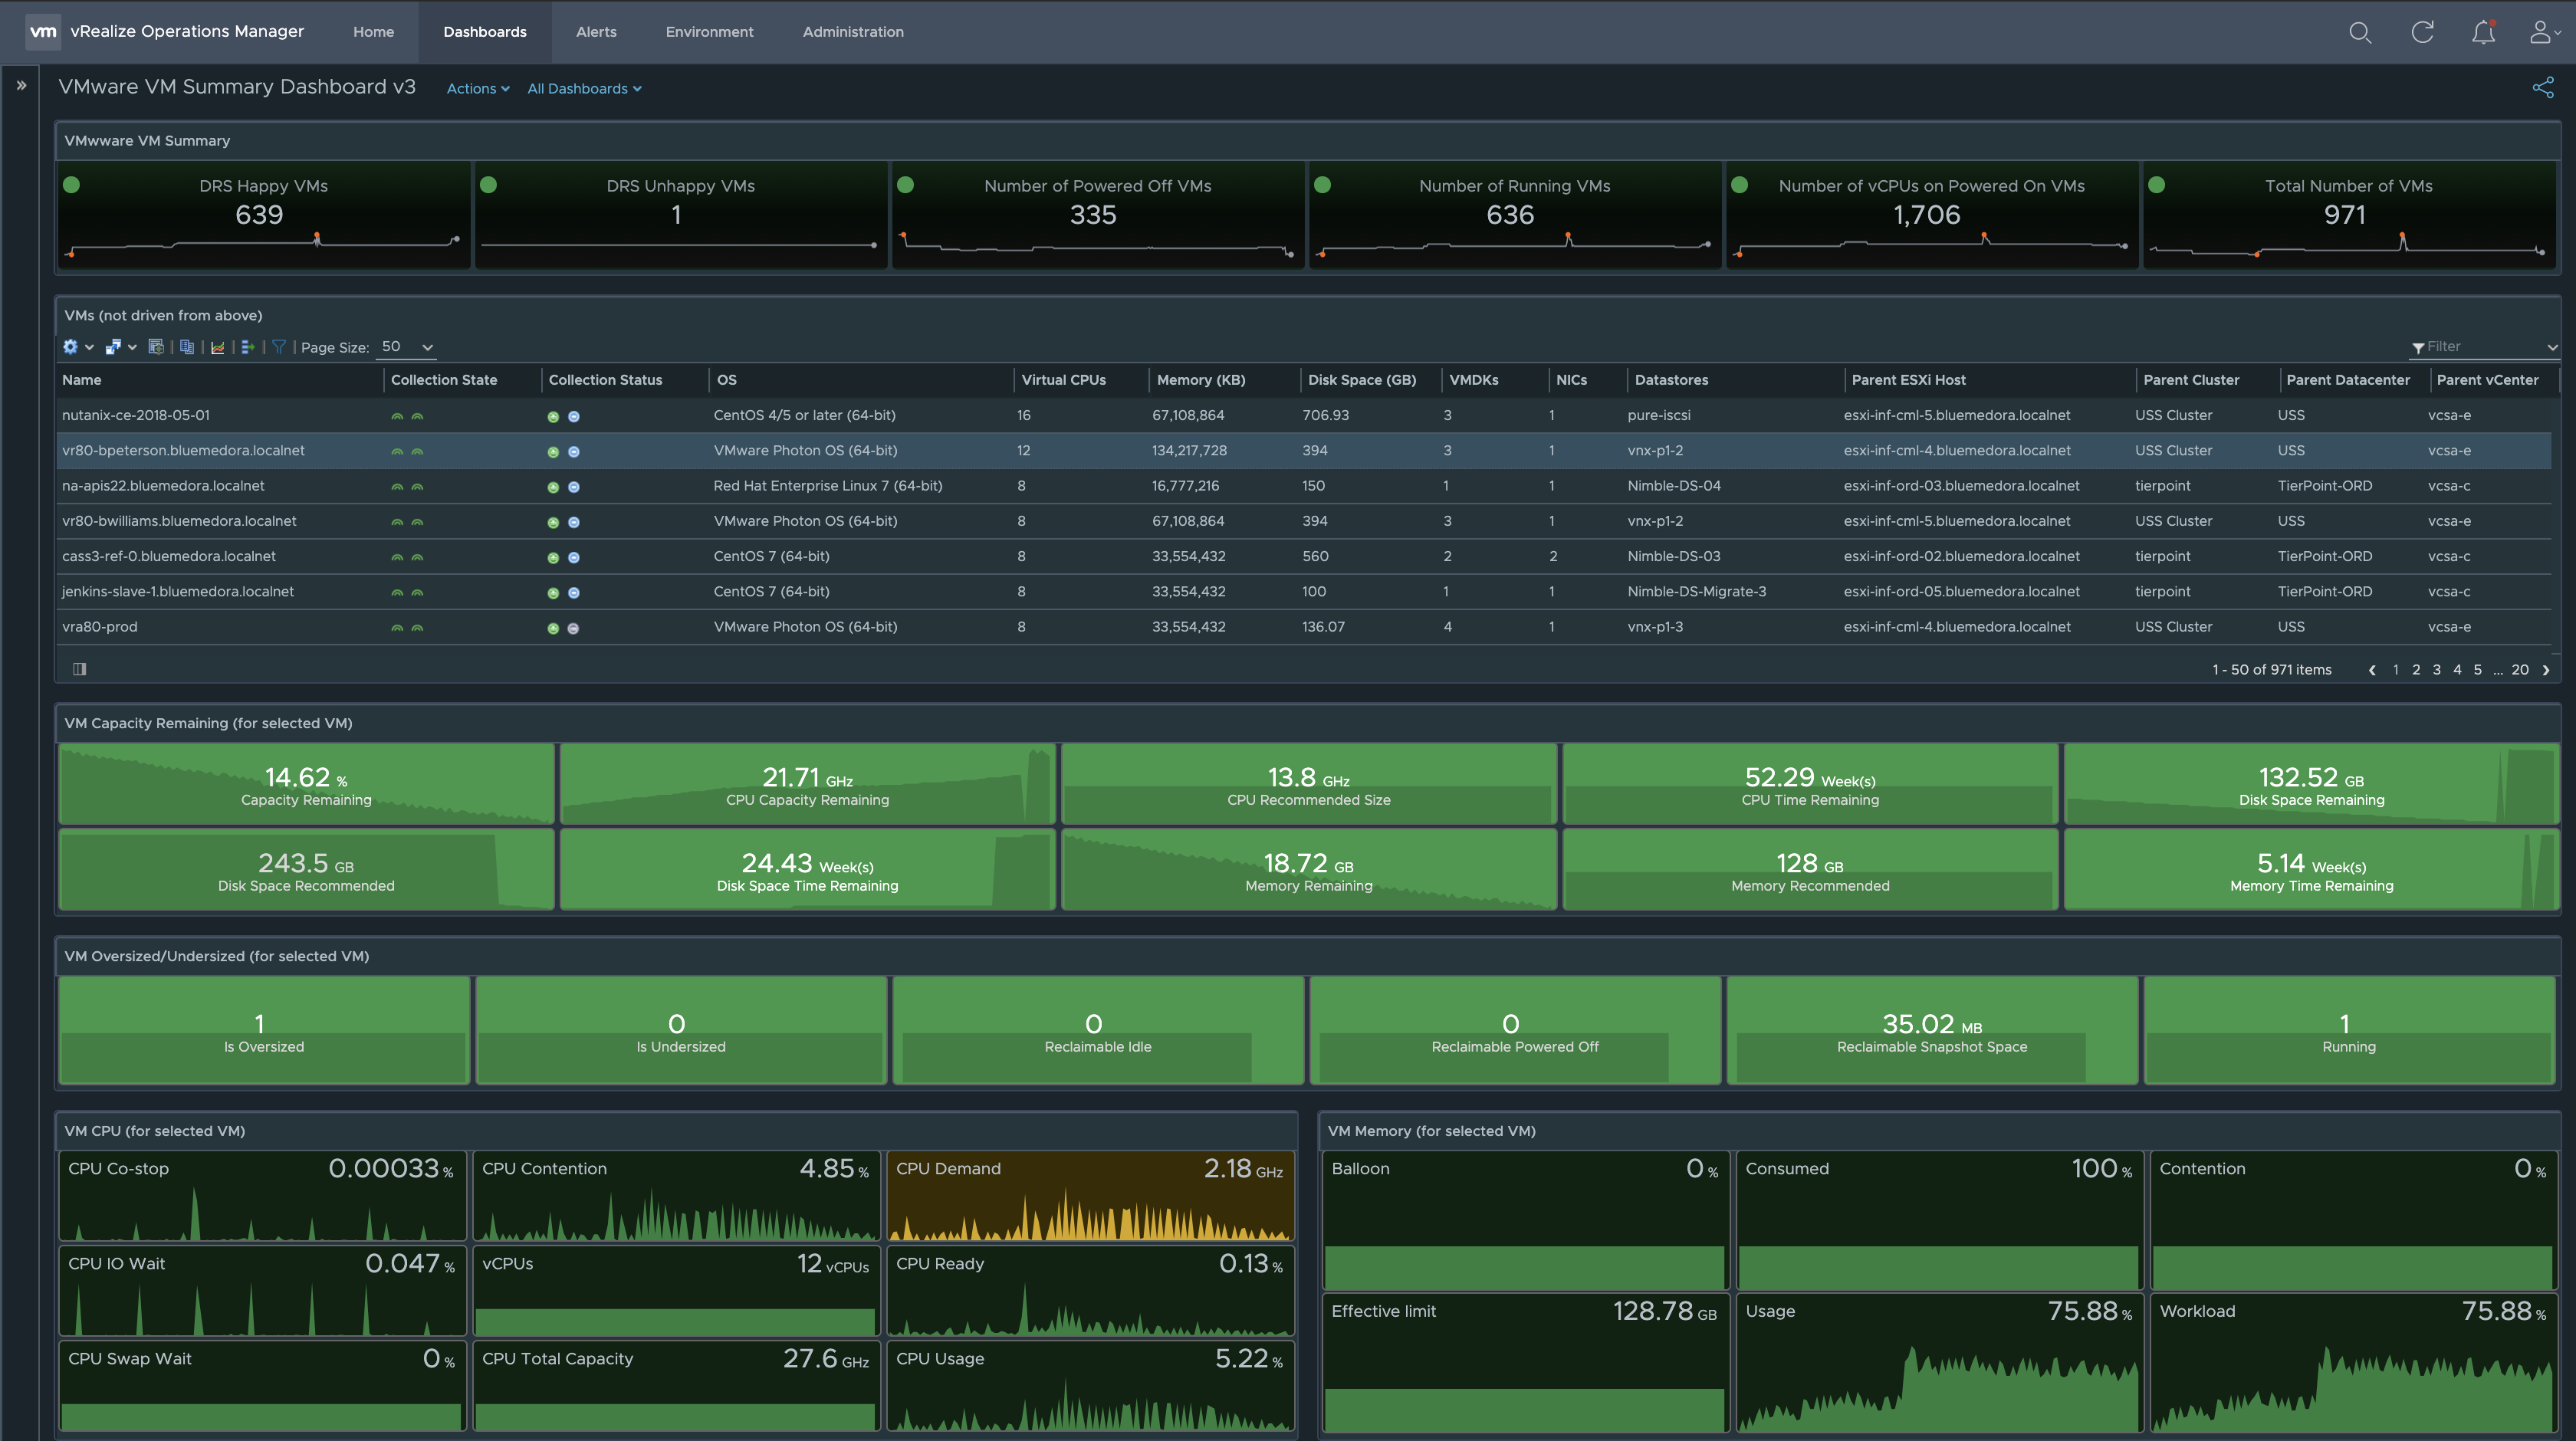 vm vRealize Operations Manager Home Dashboards Alerts Environment Administration
VMware VM Summary Dashboard v3 Actions All Dashboards
VMwware VM Summary
DRS Happy VMs
639
DRS Unhappy VMs
1
Number of Powered Off VMs
335
Number of Running VMs
636
Number of vCPUs on Powered On VMs
1,706
Total Number of VMs
971
VMs (not driven from above)
Page Size: 50 Filter
Name Collection State Collection Status OS Virtual CPUs Memory (KB) Disk Space (GB) VMDKs NICs Datastores Parent ESXi Host Parent Cluster Parent Datacenter Parent vCenter
nutanix-ce-2018-05-01 CentOS 4/5 or later (64-bit) 16 67,108,864 706.93 3 1 pure-iscsi esxi-inf-cml-5.bluemedora.localnet USS Cluster USS vcsa-e
vr80-bpeterson.bluemedora.localnet VMware Photon OS (64-bit) 12 134,217,728 394 3 1 vnx-p1-2 esxi-inf-cml-4.bluemedora.localnet USS Cluster USS vcsa-e
na-apis22.bluemedora.localnet Red Hat Enterprise Linux 7 (64-bit) 8 16,777,216 150 1 1 Nimble-DS-04 esxi-inf-ord-03.bluemedora.localnet tierpoint TierPoint-ORD vcsa-c
vr80-bwilliams.bluemedora.localnet VMware Photon OS (64-bit) 8 67,108,864 394 3 1 vnx-p1-2 esxi-inf-cml-5.bluemedora.localnet USS Cluster USS vcsa-e
cass3-ref-0.bluemedora.localnet CentOS 7 (64-bit) 8 33,554,432 560 2 2 Nimble-DS-03 esxi-inf-ord-02.bluemedora.localnet tierpoint TierPoint-ORD vcsa-c
jenkins-slave-1.bluemedora.localnet CentOS 7 (64-bit) 8 33,554,432 100 1 1 Nimble-DS-Migrate-3 esxi-inf-ord-05.bluemedora.localnet tierpoint TierPoint-ORD vcsa-c
vra80-prod VMware Photon OS (64-bit) 8 33,554,432 136.07 4 1 vnx-p1-3 esxi-inf-cml-4.bluemedora.localnet USS Cluster USS vcsa-e
1 - 50 of 971 items 1 2 3 4 5 ... 20
VM Capacity Remaining (for selected VM)
14.62 %
Capacity Remaining
21.71 GHz
CPU Capacity Remaining
13.8 GHz
CPU Recommended Size
52.29 Week(s)
CPU Time Remaining
132.52 GB
Disk Space Remaining
243.5 GB
Disk Space Recommended
24.43 Week(s)
Disk Space Time Remaining
18.72 GB
Memory Remaining
128 GB
Memory Recommended
5.14 Week(s)
Memory Time Remaining
VM Oversized/Undersized (for selected VM)
1
Is Oversized
0
Is Undersized
0
Reclaimable Idle
0
Reclaimable Powered Off
35.02 MB
Reclaimable Snapshot Space
1
Running
VM CPU (for selected VM)
CPU Co-stop 0.00033 %
CPU Contention 4.85 %
CPU Demand 2.18 GHz
CPU IO Wait 0.047 %
vCPUs 12 vCPUs
CPU Ready 0.13 %
CPU Swap Wait 0 %
CPU Total Capacity 27.6 GHz
CPU Usage 5.22 %
VM Memory (for selected VM)
Balloon 0 %
Consumed 100 %
Contention 0 %
Effective limit 128.78 GB
Usage 75.88 %
Workload 75.88 %